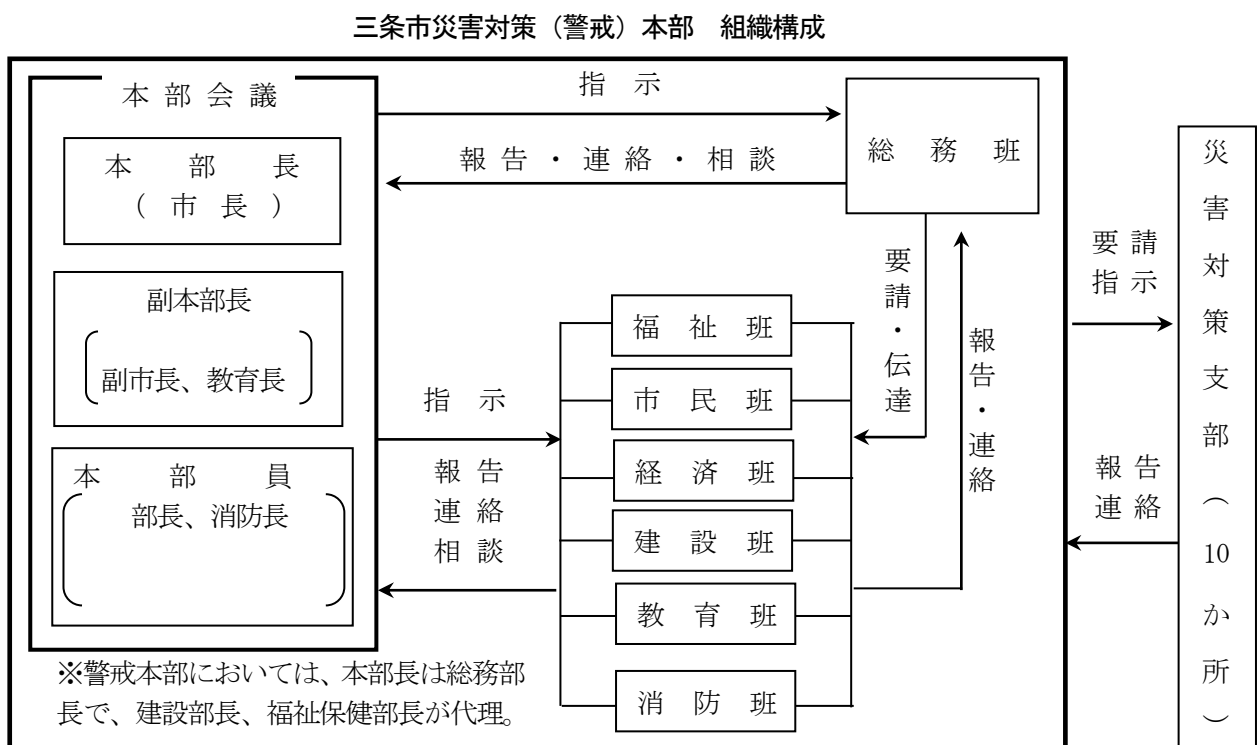 三条市災害対策（警戒）本部　組織構成
本部会議
本部長
（市長）
副本部長
副市長、教育長
本部員
部長、消防長
※警戒本部においては、本部長は総務部
長で、建設部長、福祉保健部長が代理。
指示
報告・連絡・相談
総務班
指示
報告
連絡
相談
福祉班
市民班
経済班
建設班
教育班
消防班
要請・伝達
報告・連絡
要請
指示
報告
連絡
災害対策支部（10か所）